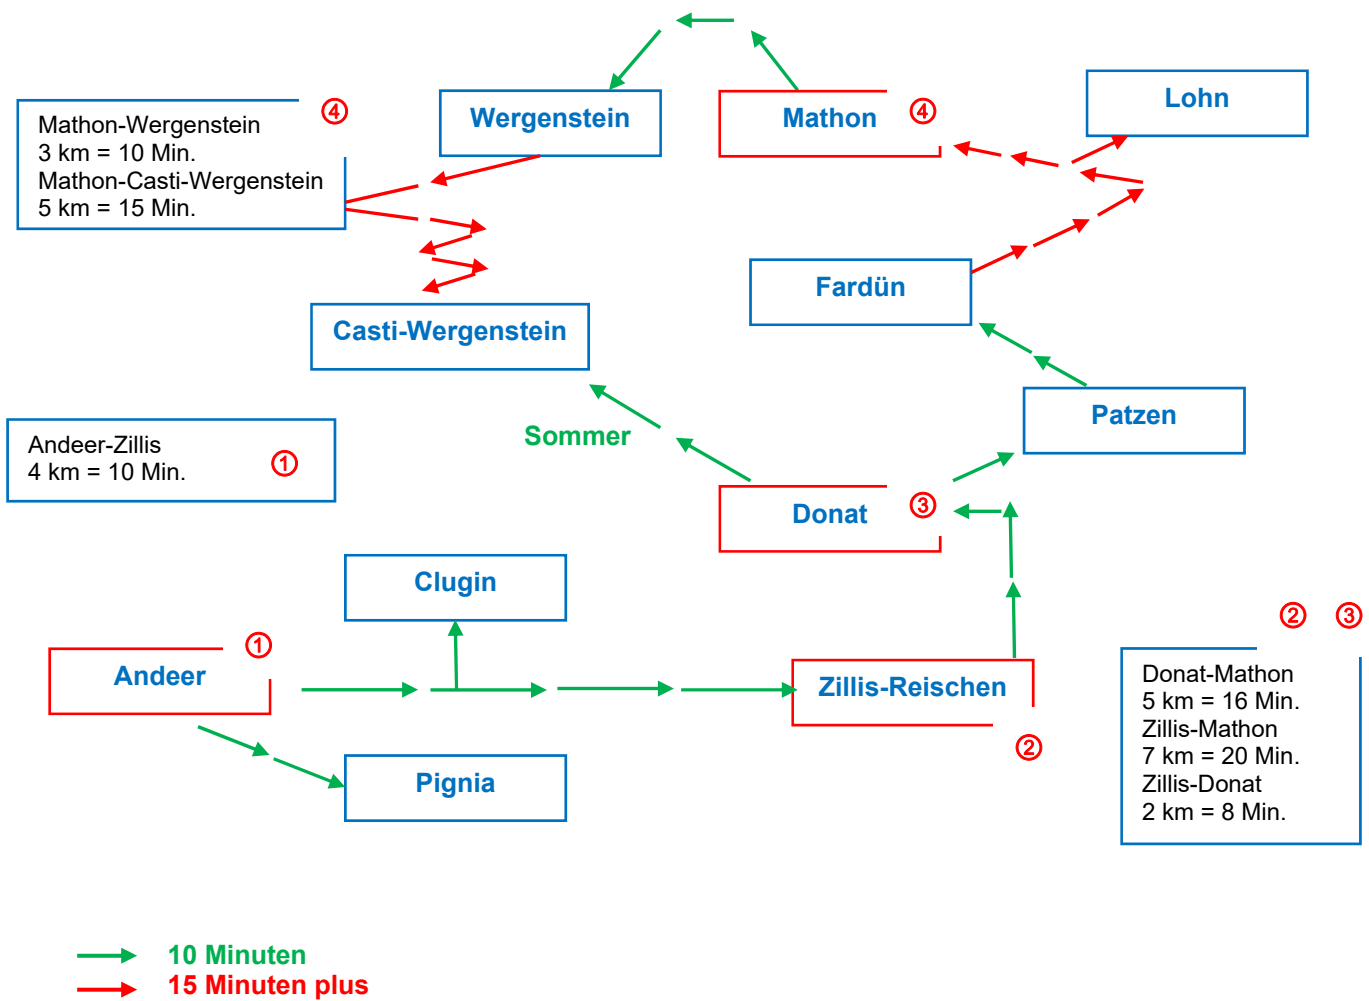 Wergenstein
Mathon ④
Lohn
④
Mathon-Wergenstein
3 km = 10 Min.
Mathon-Casti-Wergenstein
5 km = 15 Min.
Fardün
Casti-Wergenstein
Patzen
Sommer
Andeer-Zillis
4 km = 10 Min. ①
Donat ③
Clugin
Andeer ①
Zillis-Reischen
②
Pignia
② ③
Donat-Mathon
5 km = 16 Min.
Zillis-Mathon
7 km = 20 Min.
Zillis-Donat
2 km = 8 Min.
10 Minuten
15 Minuten plus